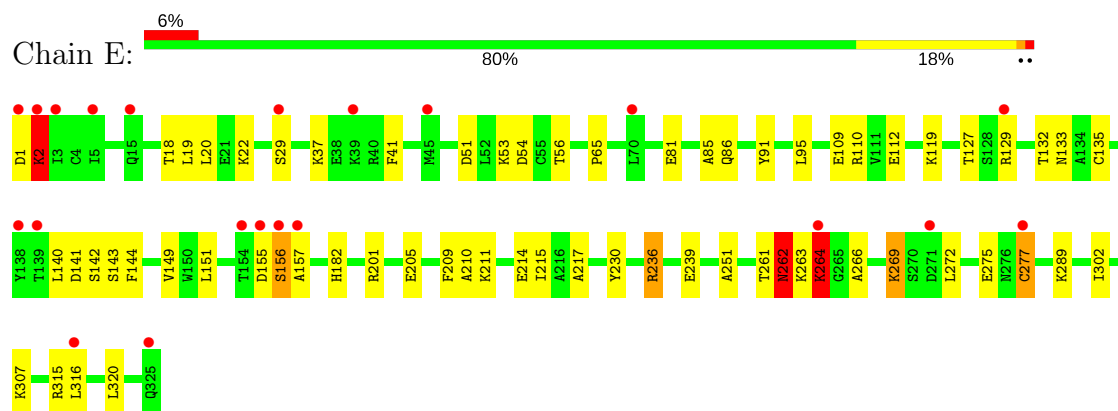 6%
Chain E:
80% 18% ••
D1 K2 I3 C4 I5 Q15 T18 L19 L20 E21 K22 S29 K37 E38 K39 R40 F41 M45 D51 L52 K53 D54 C55 T56 P65 L70 E81 A85 Q86 Y91 L95 E109 R110 V111 E112 K119 T127 S128 R129 T132 N133 A134 C135
Y138 T139 L140 D141 S142 S143 F144 V149 W150 L151 T154 D155 S156 A157 H182 R201 E205 F209 A210 K211 E214 I215 A216 A217 Y230 R236 E239 A251 T261 N262 K263 K264 G265 A266 K269 S270 D271 L272 E275 N276 C277 K289 I302
K307 R315 L316 L320 Q325